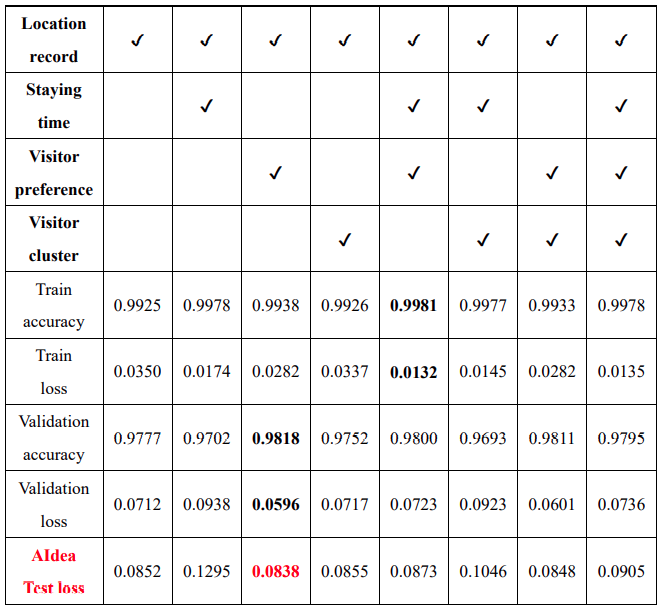 Location record ✓ ✓ ✓ ✓ ✓ ✓ ✓ ✓
Staying time ✓ ✓ ✓ ✓
Visitor preference ✓ ✓ ✓ ✓
Visitor cluster ✓ ✓ ✓ ✓
Train accuracy 0.9925 0.9978 0.9938 0.9926 0.9981 0.9977 0.9933 0.9978
Train loss 0.0350 0.0174 0.0282 0.0337 0.0132 0.0145 0.0282 0.0135
Validation accuracy 0.9777 0.9702 0.9818 0.9752 0.9800 0.9693 0.9811 0.9795
Validation loss 0.0712 0.0938 0.0596 0.0717 0.0723 0.0923 0.0601 0.0736
AIdea Test loss 0.0852 0.1295 0.0838 0.0855 0.0873 0.1046 0.0848 0.0905